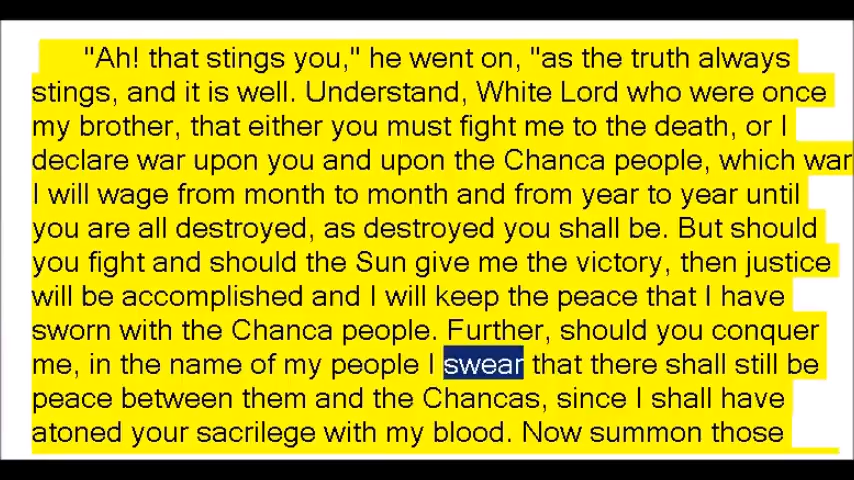 "Ah! that stings you," he went on, "as the truth always
stings, and it is well. Understand, White Lord who were once
my brother, that either you must fight me to the death, or I
declare war upon you and upon the Chanca people, which war
I will wage from month to month and from year to year until
you are all destroyed, as destroyed you shall be. But should
you fight and should the Sun give me the victory, then justice
will be accomplished and I will keep the peace that I have
sworn with the Chanca people. Further, should you conquer
me, in the name of my people I swear that there shall still be
peace between them and the Chancas, since I shall have
atoned your sacrilege with my blood. Now summon those